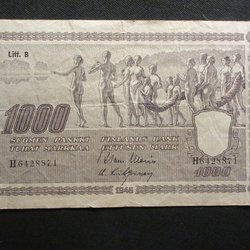 Litt. B
1000
SUOMEN PANKKI FINLANDS BANK
TUHAT MARKKAA ETTUSEN MARK
H6428871 H6428871
1000
1945